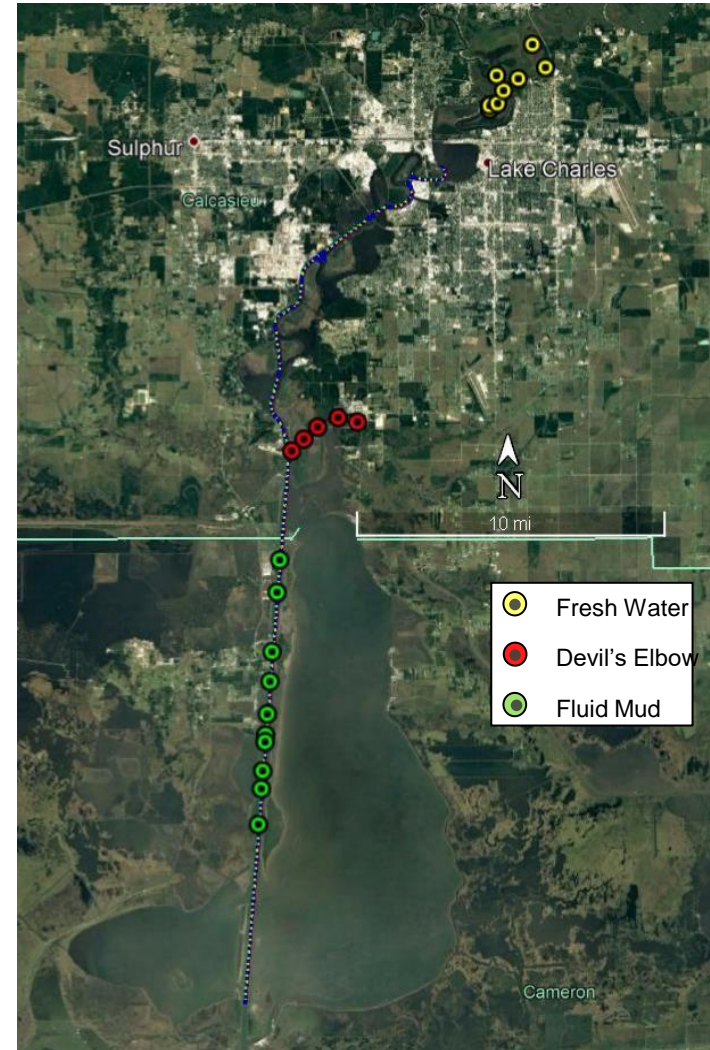 Sulphur
Lake Charles
Calcasieu
N
10 mi
Fresh Water
Devil's Elbow
Fluid Mud
Cameron